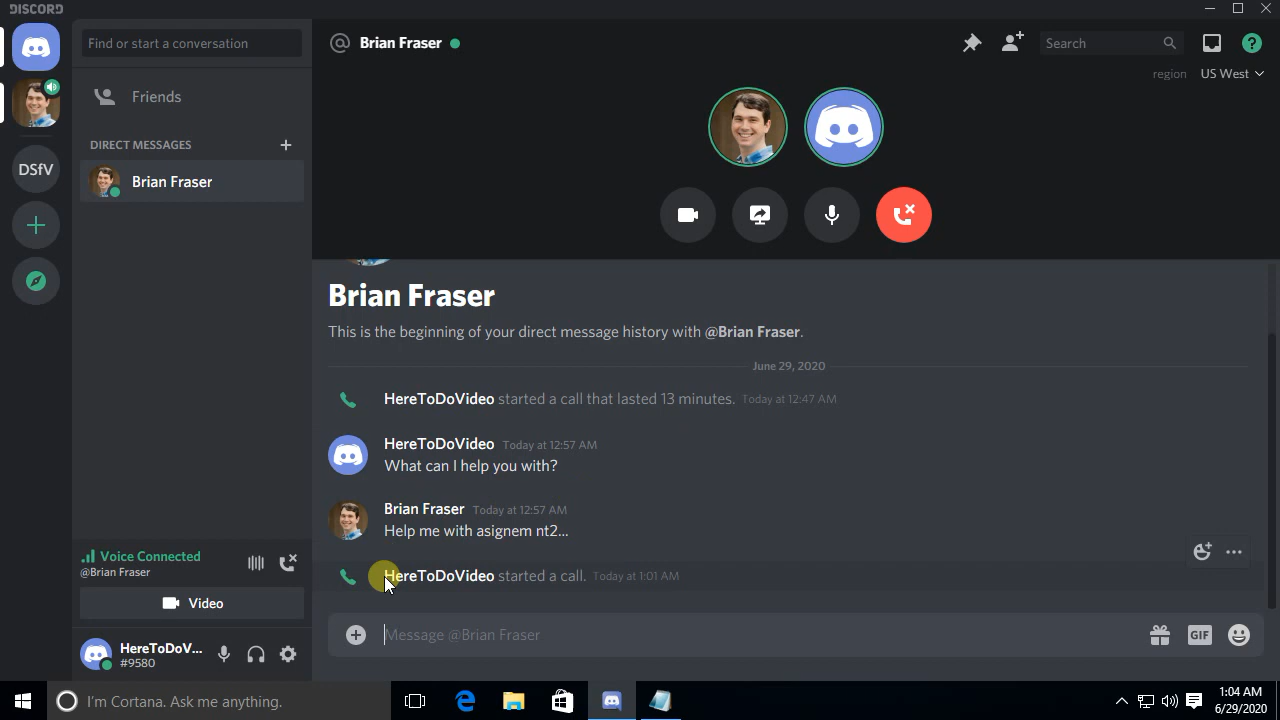 DISCORD
Find or start a conversation
Friends
DIRECT MESSAGES
Brian Fraser
DSfV
Voice Connected
@Brian Fraser
Video
HereToDoV...
#9580
Brian Fraser
Search
region US West
Brian Fraser
This is the beginning of your direct message history with @Brian Fraser.
June 29, 2020
HereToDoVideo started a call that lasted 13 minutes. Today at 12:47 AM
HereToDoVideo Today at 12:57 AM
What can I help you with?
Brian Fraser Today at 12:57 AM
Help me with asignem nt2...
HereToDoVideo started a call. Today at 1:01 AM
Message @Brian Fraser
GIF
I'm Cortana. Ask me anything.
1:04 AM
6/29/2020